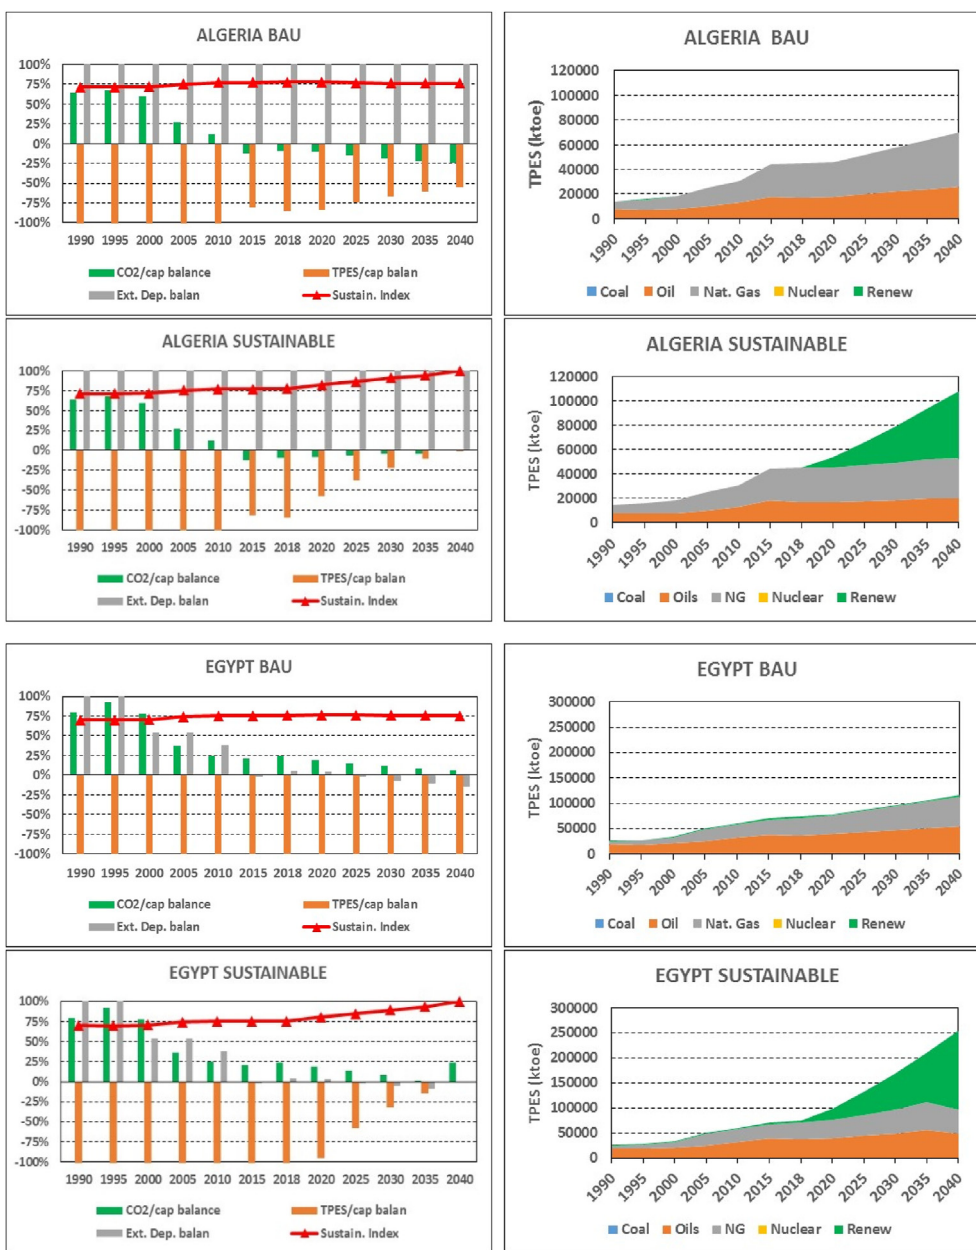 ALGERIA BAU
100%
75%
50%
25%
0%
-25%
-50%
-75%
-100%
1990 1995 2000 2005 2010 2015 2018 2020 2025 2030 2035 2040
CO2/cap balance TPES/cap balan
Ext. Dep. balan Sustain. Index
ALGERIA BAU
TPES (ktoe)
120000
100000
80000
60000
40000
20000
0
1990 1995 2000 2005 2010 2015 2018 2020 2025 2030 2035 2040
Coal Oil Nat. Gas Nuclear Renew
ALGERIA SUSTAINABLE
100%
75%
50%
25%
0%
-25%
-50%
-75%
-100%
1990 1995 2000 2005 2010 2015 2018 2020 2025 2030 2035 2040
CO2/cap balance TPES/cap balan
Ext. Dep. balan Sustain. Index
ALGERIA SUSTAINABLE
TPES (ktoe)
120000
100000
80000
60000
40000
20000
0
1990 1995 2000 2005 2010 2015 2018 2020 2025 2030 2035 2040
Coal Oils NG Nuclear Renew
EGYPT BAU
100%
75%
50%
25%
0%
-25%
-50%
-75%
-100%
1990 1995 2000 2005 2010 2015 2018 2020 2025 2030 2035 2040
CO2/cap balance TPES/cap balan
Ext. Dep. balan Sustain. Index
EGYPT BAU
TPES (ktoe)
300000
250000
200000
150000
100000
50000
0
1990 1995 2000 2005 2010 2015 2018 2020 2025 2030 2035 2040
Coal Oil Nat. Gas Nuclear Renew
EGYPT SUSTAINABLE
100%
75%
50%
25%
0%
-25%
-50%
-75%
-100%
1990 1995 2000 2005 2010 2015 2018 2020 2025 2030 2035 2040
CO2/cap balance TPES/cap balan
Ext. Dep. balan Sustain. Index
EGYPT SUSTAINABLE
TPES (ktoe)
300000
250000
200000
150000
100000
50000
0
1990 1995 2000 2005 2010 2015 2018 2020 2025 2030 2035 2040
Coal Oils NG Nuclear Renew